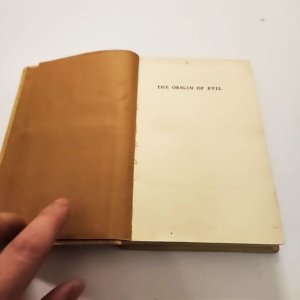 THE ORIGIN OF EVIL